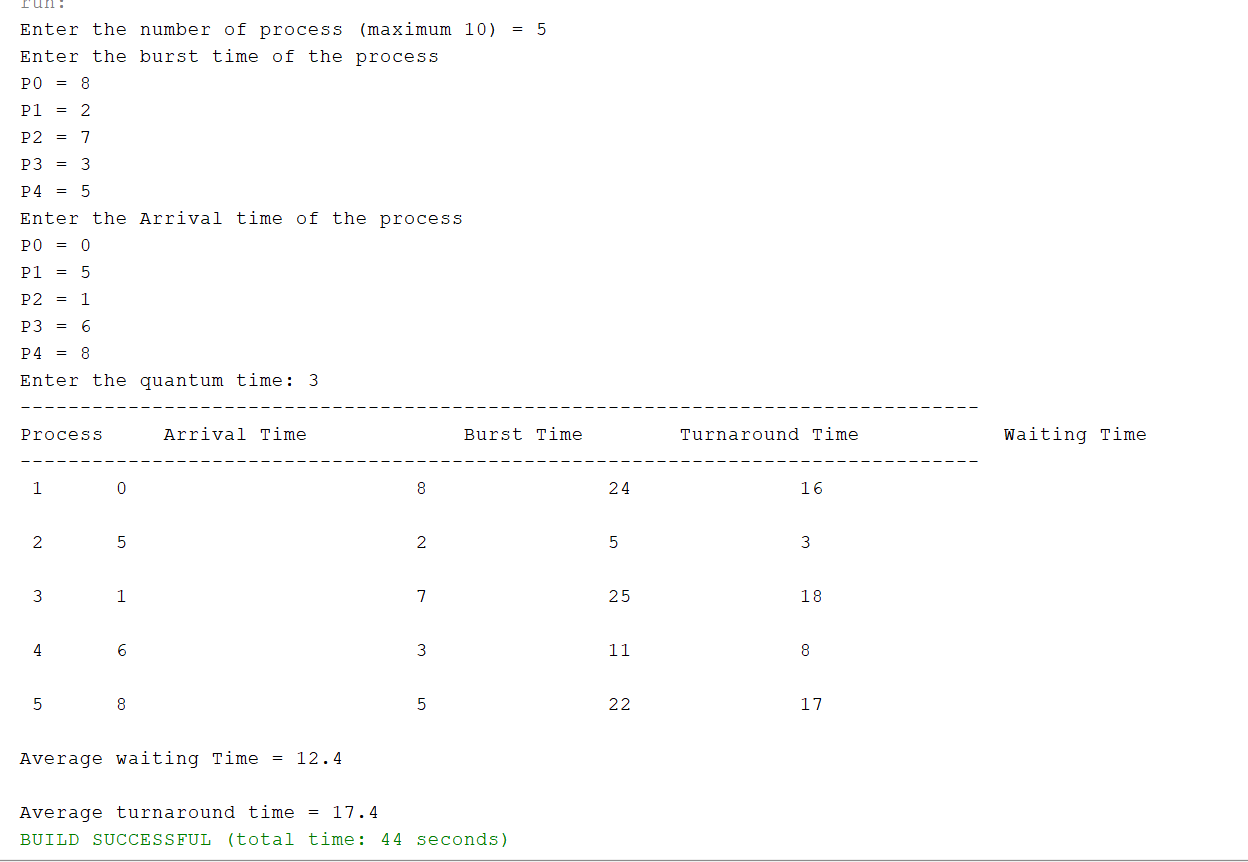 run:
Enter the number of process (maximum 10) = 5
Enter the burst time of the process
P0 = 8
P1 = 2
P2 = 7
P3 = 3
P4 = 5
Enter the Arrival time of the process
P0 = 0
P1 = 5
P2 = 1
P3 = 6
P4 = 8
Enter the quantum time: 3
--------------------------------------------------------------------------------
Process     Arrival Time             Burst Time        Turnaround Time            Waiting Time
--------------------------------------------------------------------------------
1      0                        8               24              16
2      5                        2               5               3
3      1                        7               25              18
4      6                        3               11              8
5      8                        5               22              17
Average waiting Time = 12.4
Average turnaround time = 17.4
BUILD SUCCESSFUL (total time: 44 seconds)